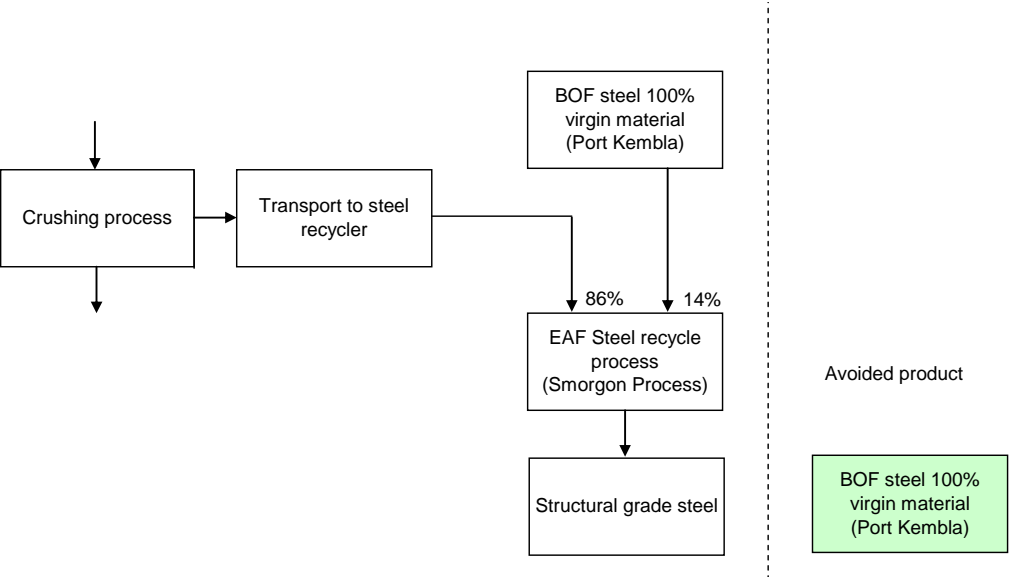 BOF steel 100%
virgin material
(Port Kembla)
Crushing process
Transport to steel
recycler
86%
14%
EAF Steel recycle
process
(Smorgon Process)
Avoided product
Structural grade steel
BOF steel 100%
virgin material
(Port Kembla)